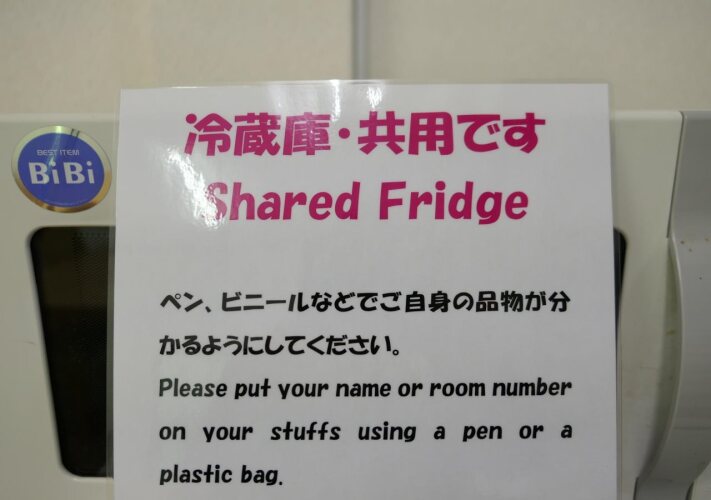 冷蔵庫・共用です
Shared Fridge
BEST ITEM
BiBi
ペン、ビニールなどでご自身の品物が分
かるようにしてください。
Please put your name or room number
on your stuffs using a pen or a
plastic bag.